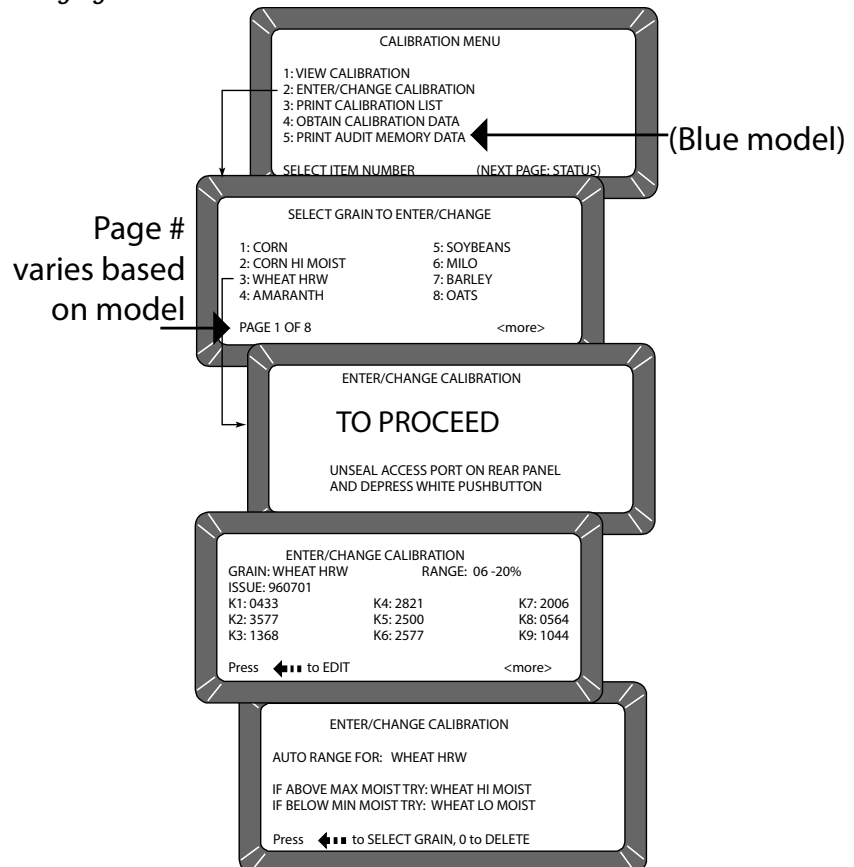 CALIBRATION MENU
1: VIEW CALIBRATION
2: ENTER/CHANGE CALIBRATION
3: PRINT CALIBRATION LIST
4: OBTAIN CALIBRATION DATA
5: PRINT AUDIT MEMORY DATA
(Blue model)
SELECT ITEM NUMBER (NEXT PAGE: STATUS)
Page #
varies based
on model
SELECT GRAIN TO ENTER/CHANGE
1: CORN 5: SOYBEANS
2: CORN HI MOIST 6: MILO
3: WHEAT HRW 7: BARLEY
4: AMARANTH 8: OATS
PAGE 1 OF 8 <more>
ENTER/CHANGE CALIBRATION
TO PROCEED
UNSEAL ACCESS PORT ON REAR PANEL
AND DEPRESS WHITE PUSHBUTTON
ENTER/CHANGE CALIBRATION
GRAIN: WHEAT HRW RANGE: 06 -20%
ISSUE: 960701
K1: 0433 K4: 2821 K7: 2006
K2: 3577 K5: 2500 K8: 0564
K3: 1368 K6: 2577 K9: 1044
Press to EDIT <more>
ENTER/CHANGE CALIBRATION
AUTO RANGE FOR: WHEAT HRW
IF ABOVE MAX MOIST TRY: WHEAT HI MOIST
IF BELOW MIN MOIST TRY: WHEAT LO MOIST
Press to SELECT GRAIN, 0 to DELETE